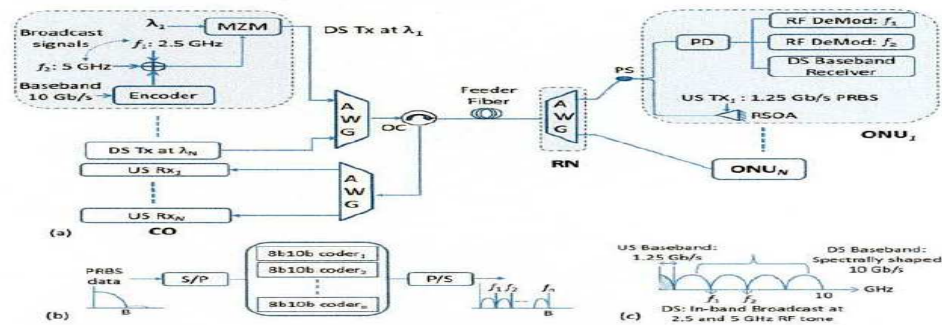 λ₁
MZM
DS Tx at λ₁
Broadcast signals
f₁: 2.5 GHz
f₂: 5 GHz
Baseband 10 Gb/s
Encoder
DS Tx at λN
US Rx₁
US RxN
CO
(a)
AWG
AWG
OC
Feeder Fiber
AWG
RN
PS
PD
RF DeMod: f₁
RF DeMod: f₂
DS Baseband Receiver
US TX₁ : 1.25 Gb/s PRBS
RSOA
ONU₁
ONUN
PRBS data
B
S/P
8b10b coder₁
8b10b coder₂
8b10b coderₙ
P/S
f₁ f₂ fₙ
B
(b)
US Baseband: 1.25 Gb/s
DS Baseband: Spectrally shaped 10 Gb/s
f₁
f₂
10
GHz
(c)
DS: In-band Broadcast at 2.5 and 5 GHz RF tone